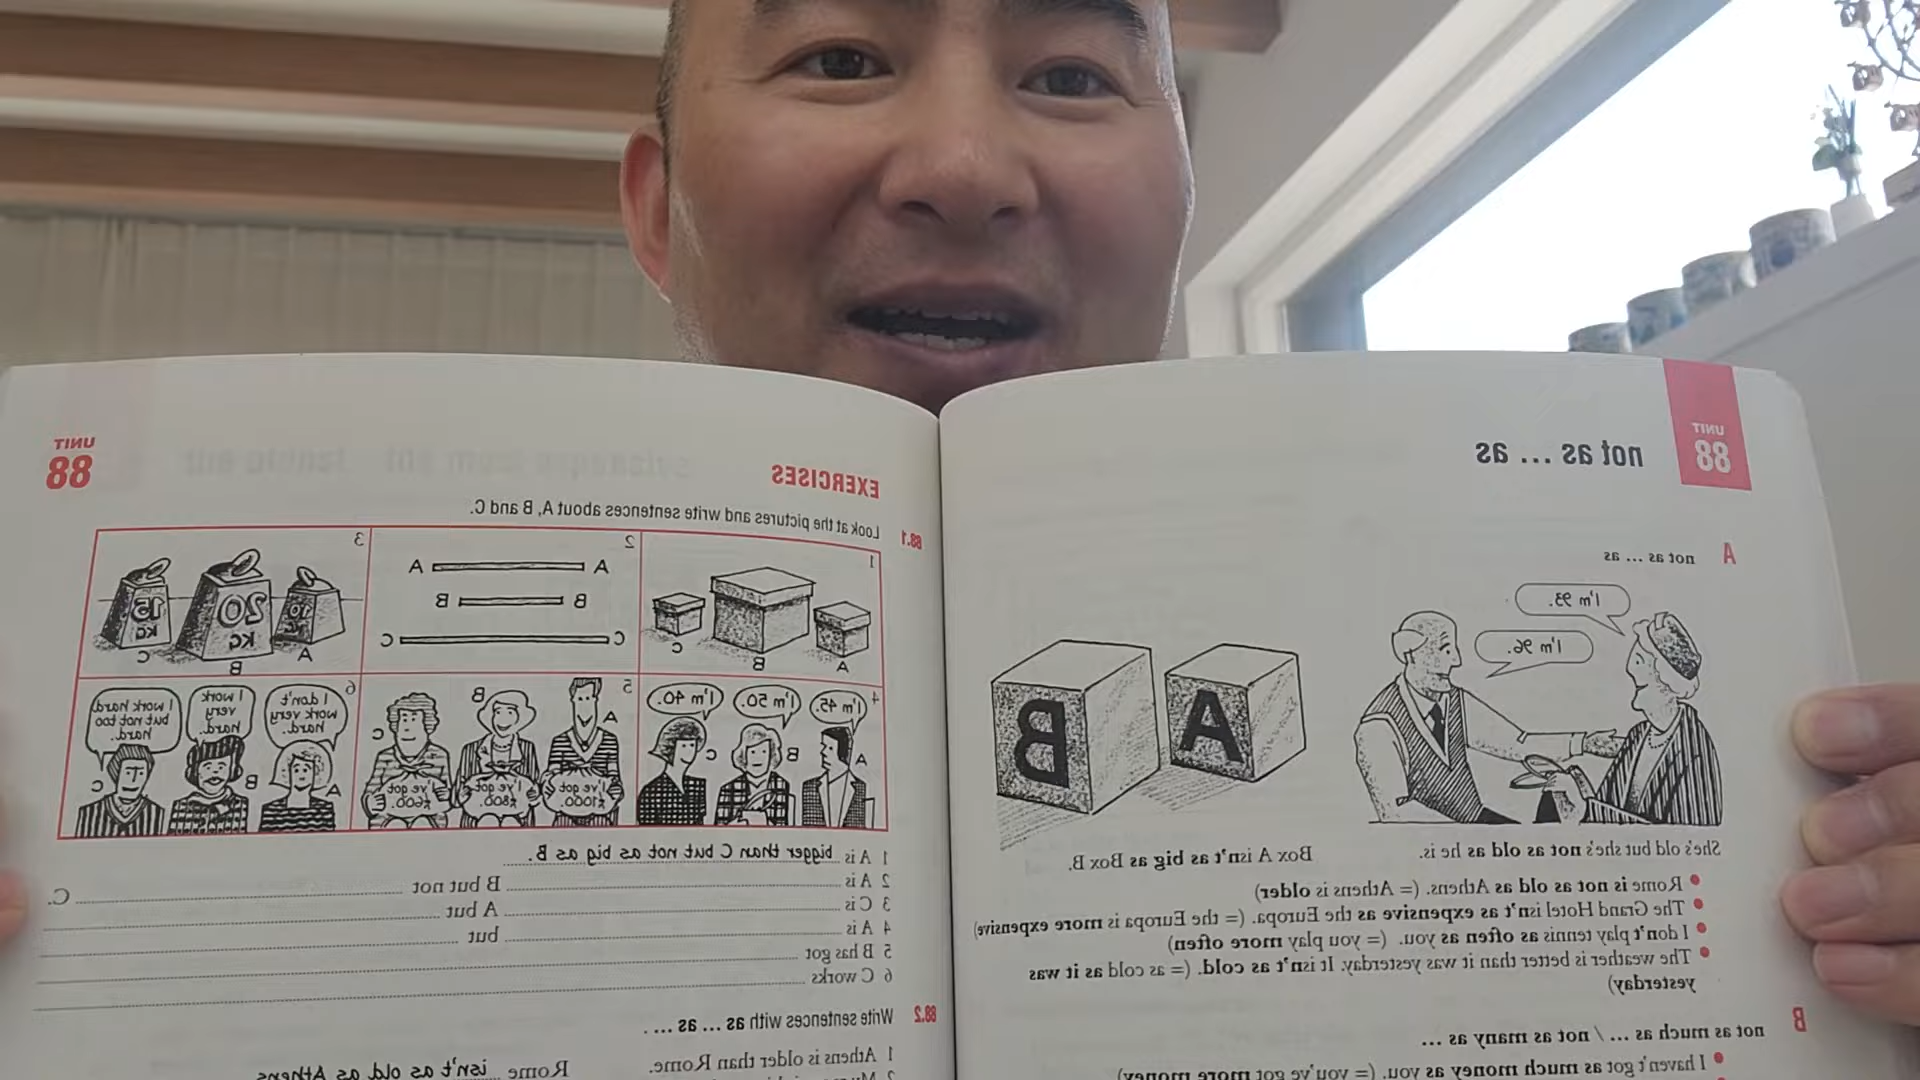 UNIT
88
not as … as
A
not as … as
I'm 93.
I'm 96.
A
B
She's old but she's not as old as he is.
Box A isn't as big as Box B.
• Rome is not as old as Athens. (= Athens is older)
• The Grand Hotel isn't as expensive as the Europa. (= the Europa is more expensive)
• I don't play tennis as often as you. (= you play more often)
• The weather is better than it was yesterday. It isn't as cold. (= as cold as it was
yesterday)
B
not as much as … / not as many as …
• I haven't got as much money as you. (= you've got more money)
EXERCISES
UNIT
88
88.1
Look at the pictures and write sentences about A, B and C.
1
A
B
C
2
A A
B B
C C
3
10
A
20
KG
B
15
KG
C
4
I'm 45.
A
I'm 50.
B
I'm 40.
C
5
A
I've got
£1000.
B
I've got
£800.
C
I've got
£600.
6
I don't
work very
hard.
A
I work
very
hard.
B
I work hard
but not too
hard.
C
1 A is bigger than C but not as big as B.
2 A is B but not C.
3 C is A but
4 A is but
5 B has got
6 C works
88.2
Write sentences with as … as … .
1 Athens is older than Rome.
Rome isn't as old as Athens
2